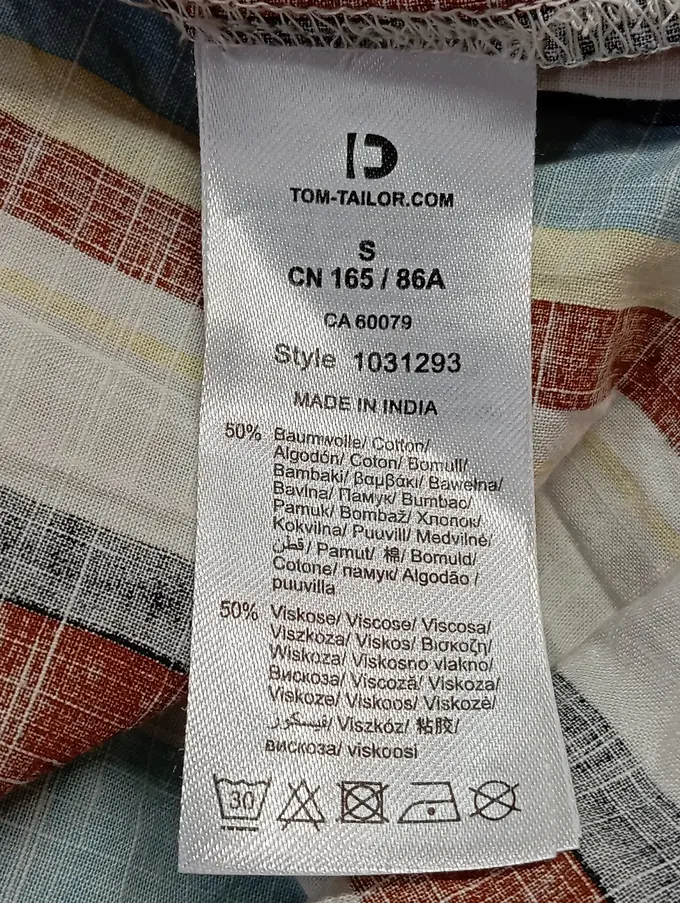 TOM-TAILOR.COM
S
CN 165 / 86A
CA 60079
Style 1031293
MADE IN INDIA
50% Baumwolle/ Cotton/
Algodón/ Coton/ Bomull/
Bambaki/ βαμβάκι/ Bawełna/
Bavlna/ Памук/ Bumbac/
Pamuk/ Bombaž/ Хлопок/
Kokvilna/ Puuvill/ Medvilnė/
قطن/ Pamut/ 棉/ Bomuld/
Cotone/ памук/ Algodão /
puuvilla
50% Viskose/ Viscose/ Viscosa/
Viszkoza/ Viskos/ Βισκοζη/
Wiskoza/ Viskosno vlakno/
Вискоза/ Viscoză/ Viskoza/
Viskoze/ Viskoos/ Viskozė/
فيسكوز/ Viszkóz/ 粘胶/
вискоза/ viskoosi
30